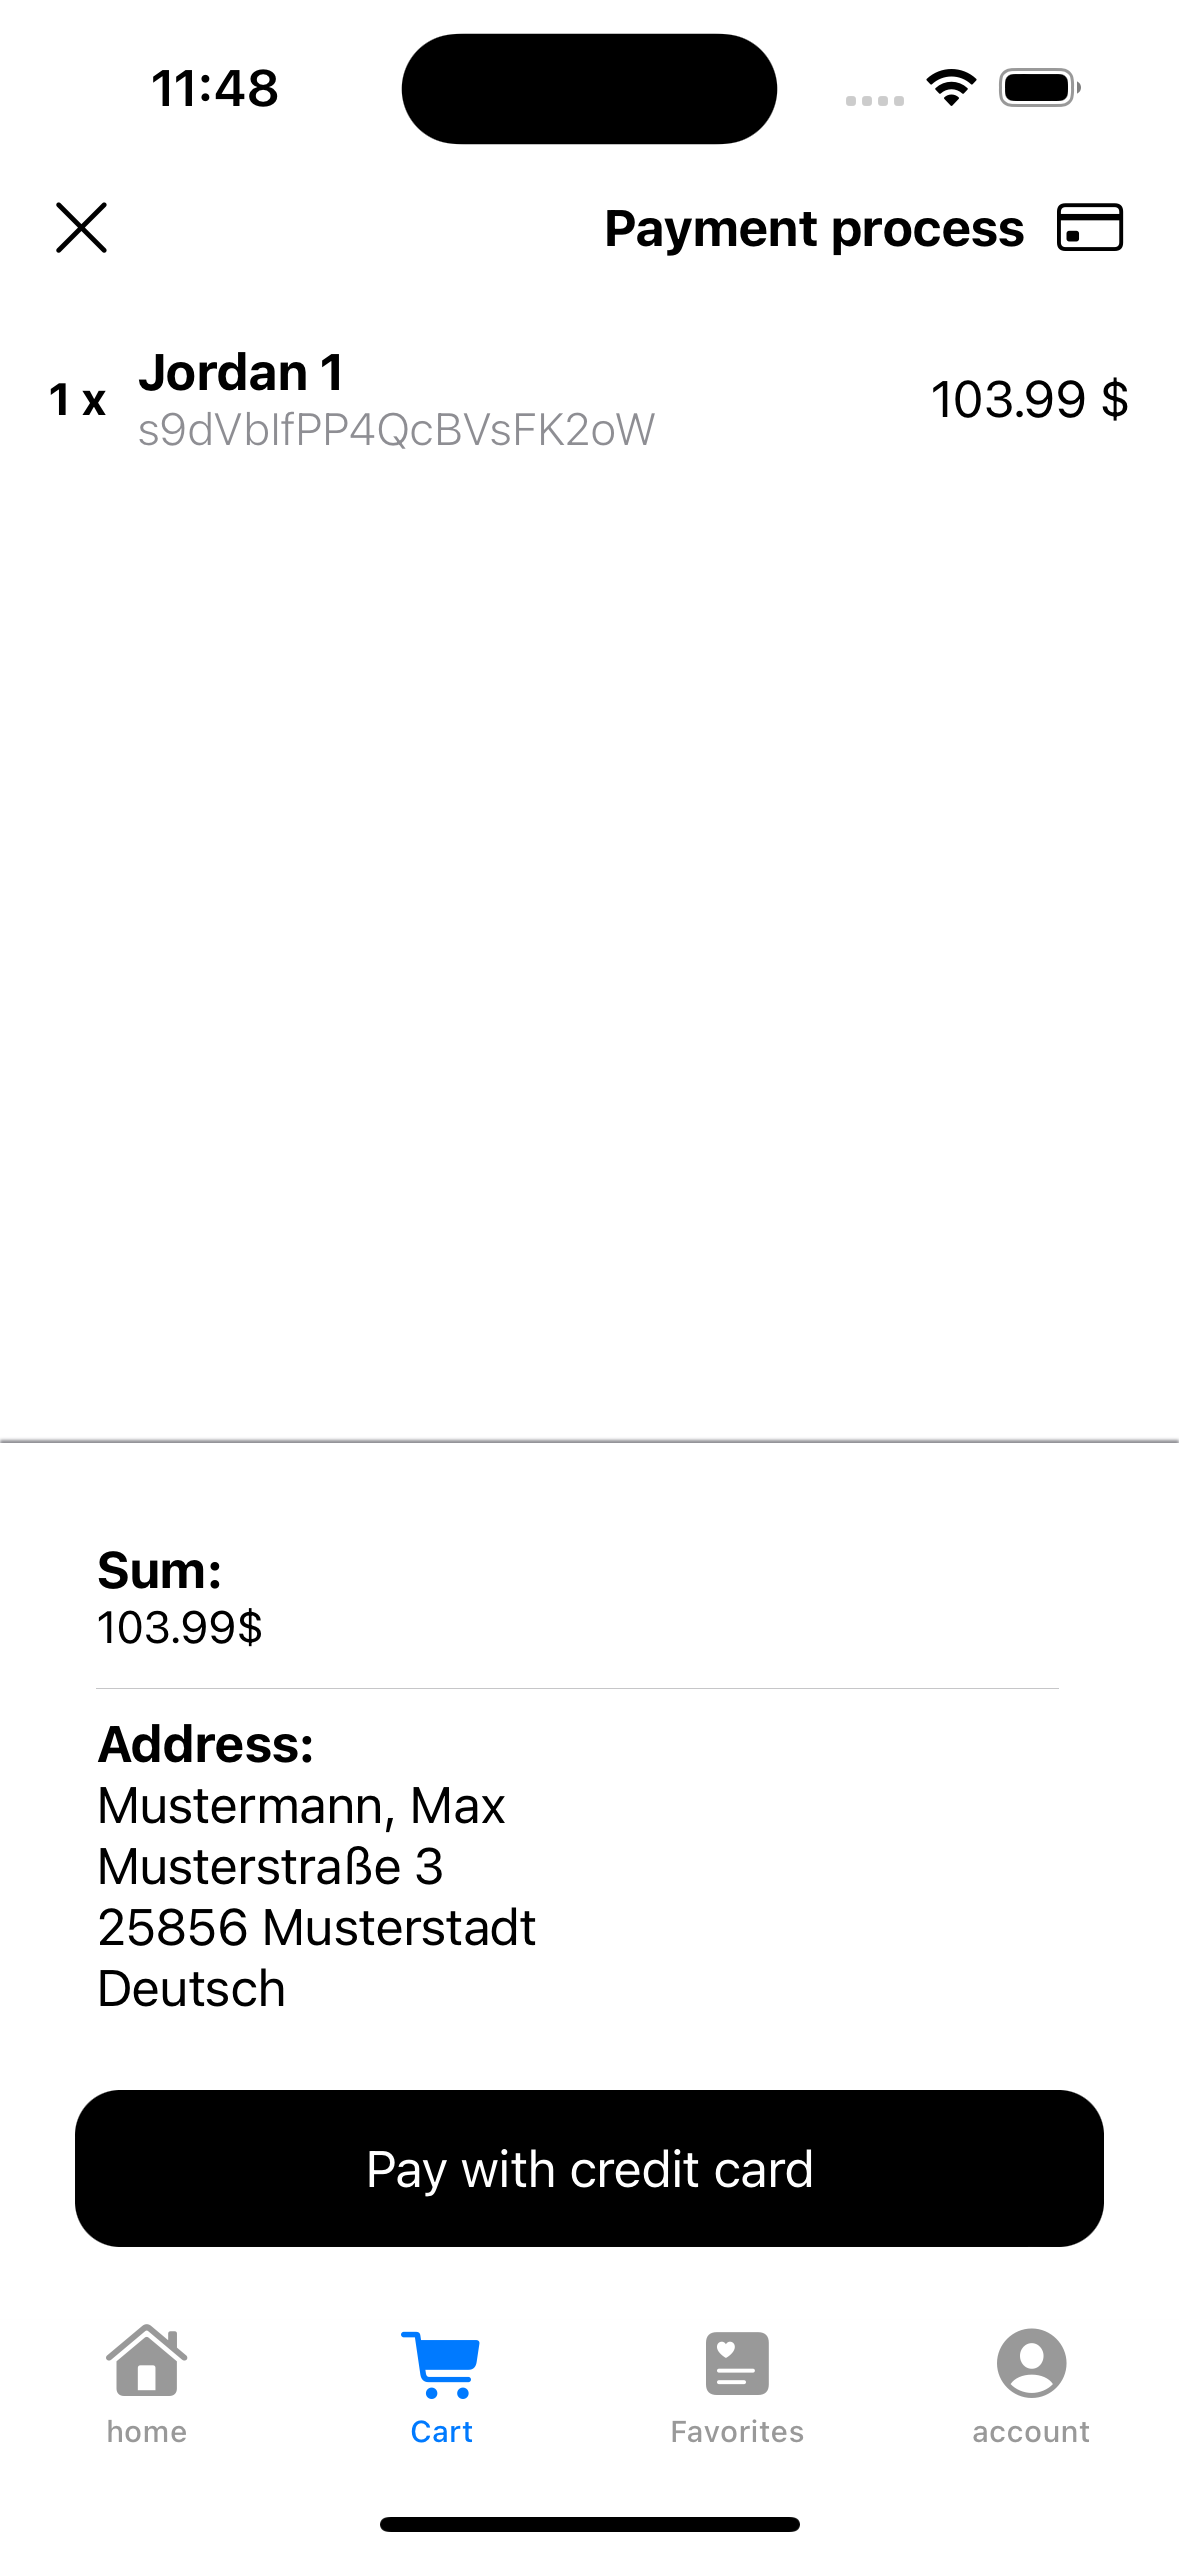 11:48
Payment process
1 x
Jordan 1
s9dVbIfPP4QcBVsFK2oW
103.99 $
Sum:
103.99$
Address:
Mustermann, Max
Musterstraße 3
25856 Musterstadt
Deutsch
Pay with credit card
home
Cart
Favorites
account